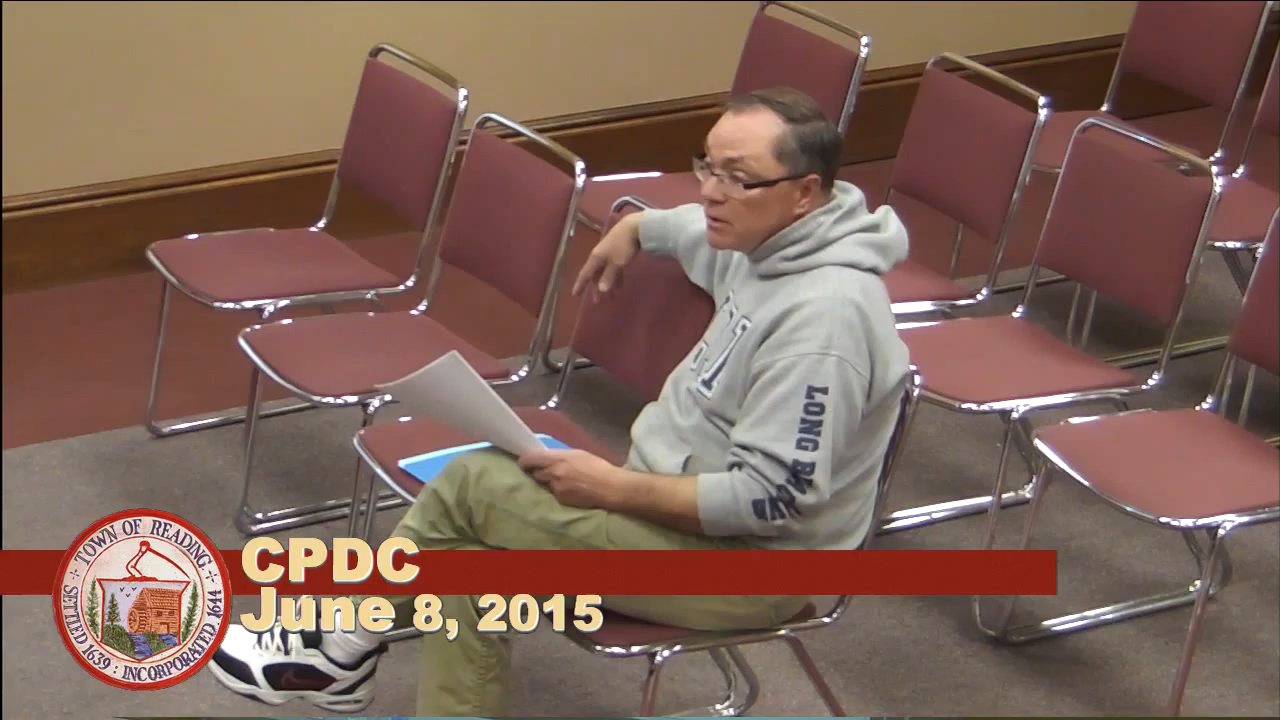 LONG
CPDC
June 8, 2015
TOWN OF READING
SETTLED 1639 : INCORPORATED 1644